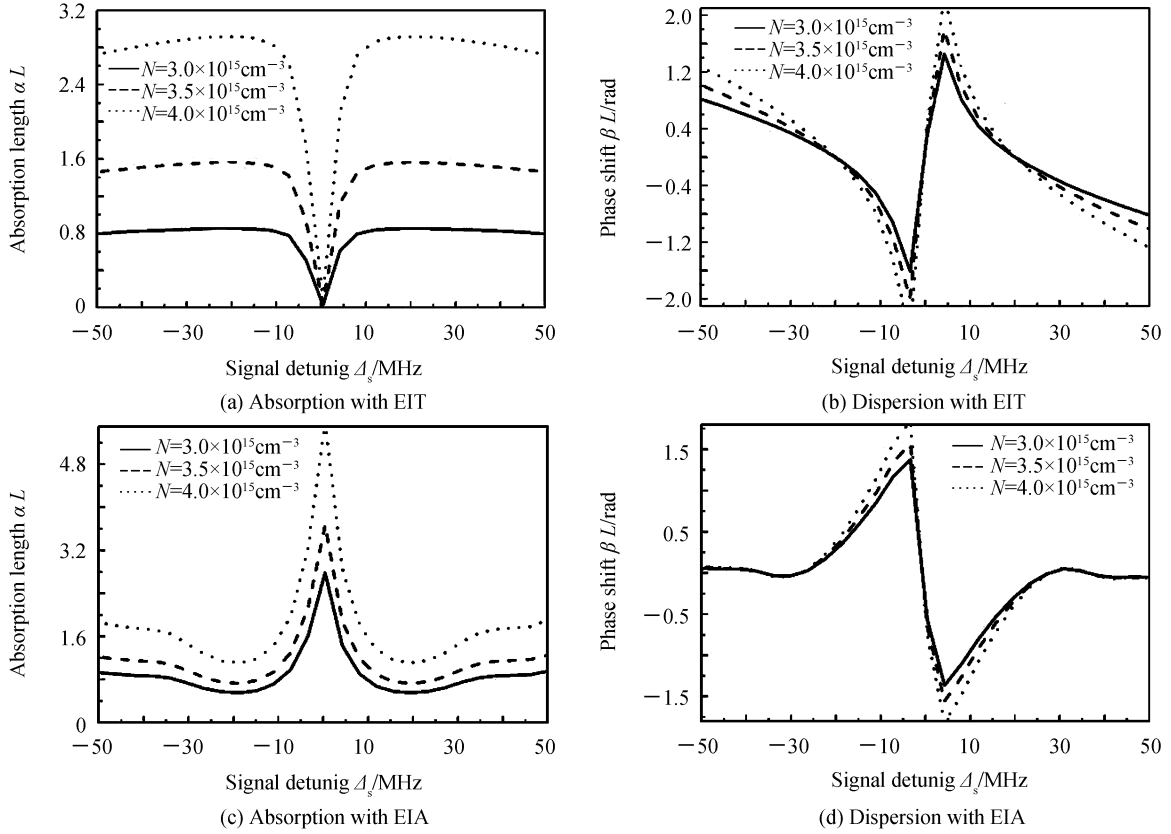 3.2
2.4
1.6
0.8
0
Absorption length α L
N=3.0×10¹⁵cm⁻³
N=3.5×10¹⁵cm⁻³
N=4.0×10¹⁵cm⁻³
−50 −30 −10 10 30 50
Signal detunig Δs/MHz
(a) Absorption with EIT
2.0
1.2
0.4
−0.4
−1.2
−2.0
Phase shift β L/rad
N=3.0×10¹⁵cm⁻³
N=3.5×10¹⁵cm⁻³
N=4.0×10¹⁵cm⁻³
−50 −30 −10 10 30 50
Signal detunig Δs/MHz
(b) Dispersion with EIT
4.8
3.2
1.6
0
Absorption length α L
N=3.0×10¹⁵cm⁻³
N=3.5×10¹⁵cm⁻³
N=4.0×10¹⁵cm⁻³
−50 −30 −10 10 30 50
Signal detunig Δs/MHz
(c) Absorption with EIA
1.5
0.5
−0.5
−1.5
Phase shift β L/rad
N=3.0×10¹⁵cm⁻³
N=3.5×10¹⁵cm⁻³
N=4.0×10¹⁵cm⁻³
−50 −30 −10 10 30 50
Signal detunig Δs/MHz
(d) Dispersion with EIA